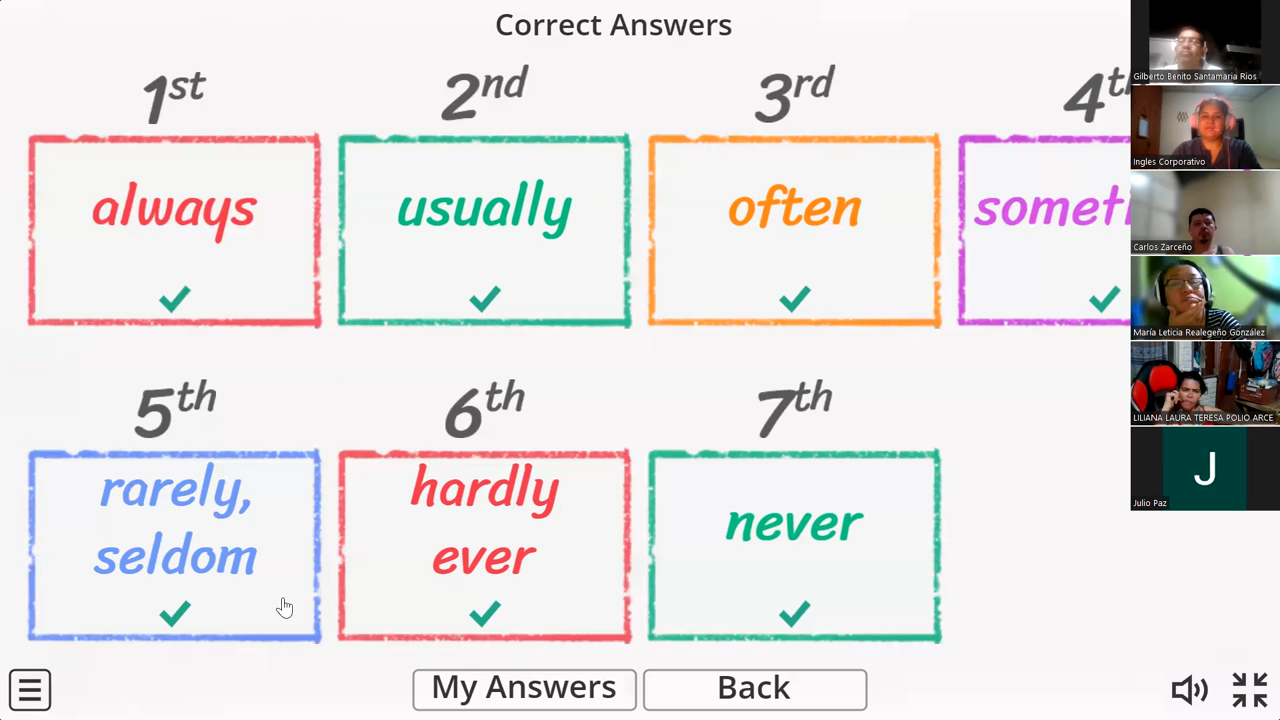 Correct Answers
1st
2nd
3rd
always
usually
often
5th
6th
7th
rarely,
seldom
hardly
ever
never
My Answers
Back
Gilberto Benito Santamaria Rios
Ingles Corporativo
Carlos Zarceño
María Leticia Realegeño González
LILIANA LAURA TERESA POLIO ARCE
J
Julio Paz